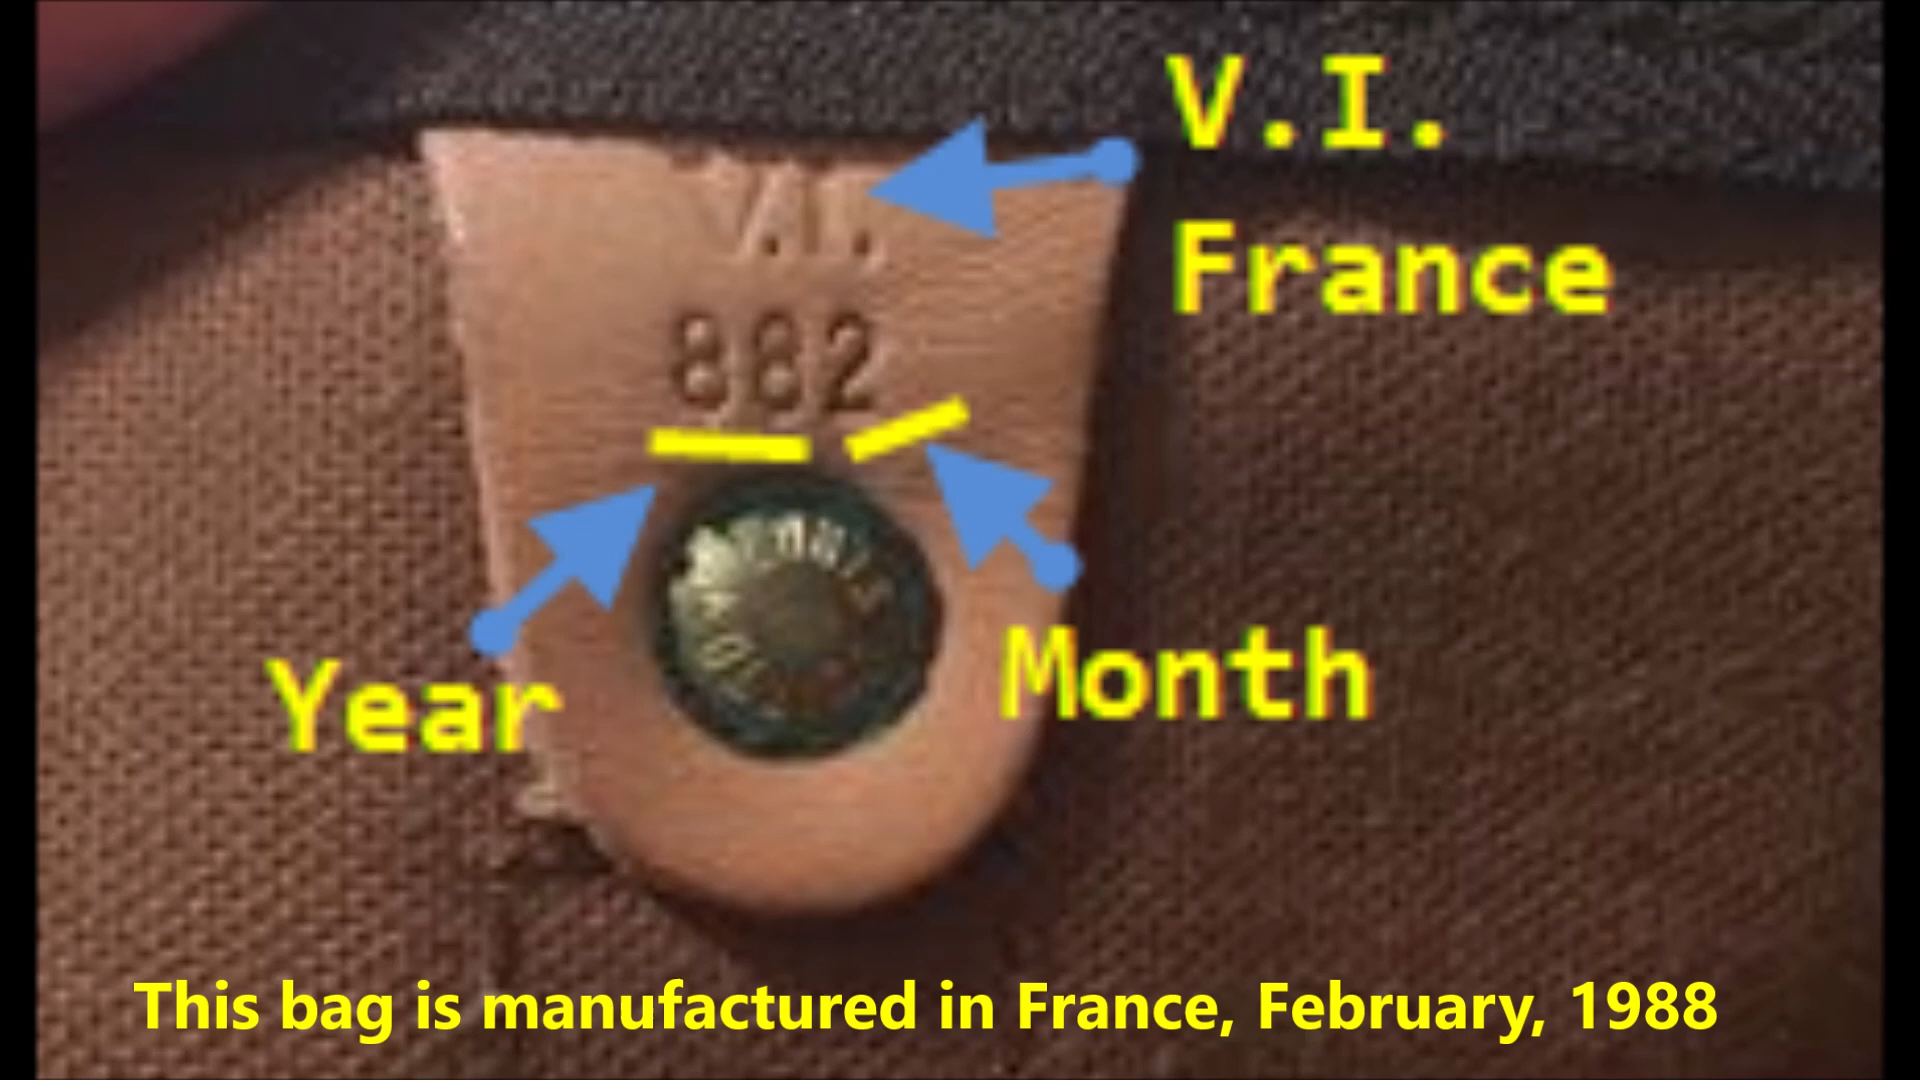 V.I.
France
V.I.
882
Year
Month
This bag is manufactured in France, February, 1988